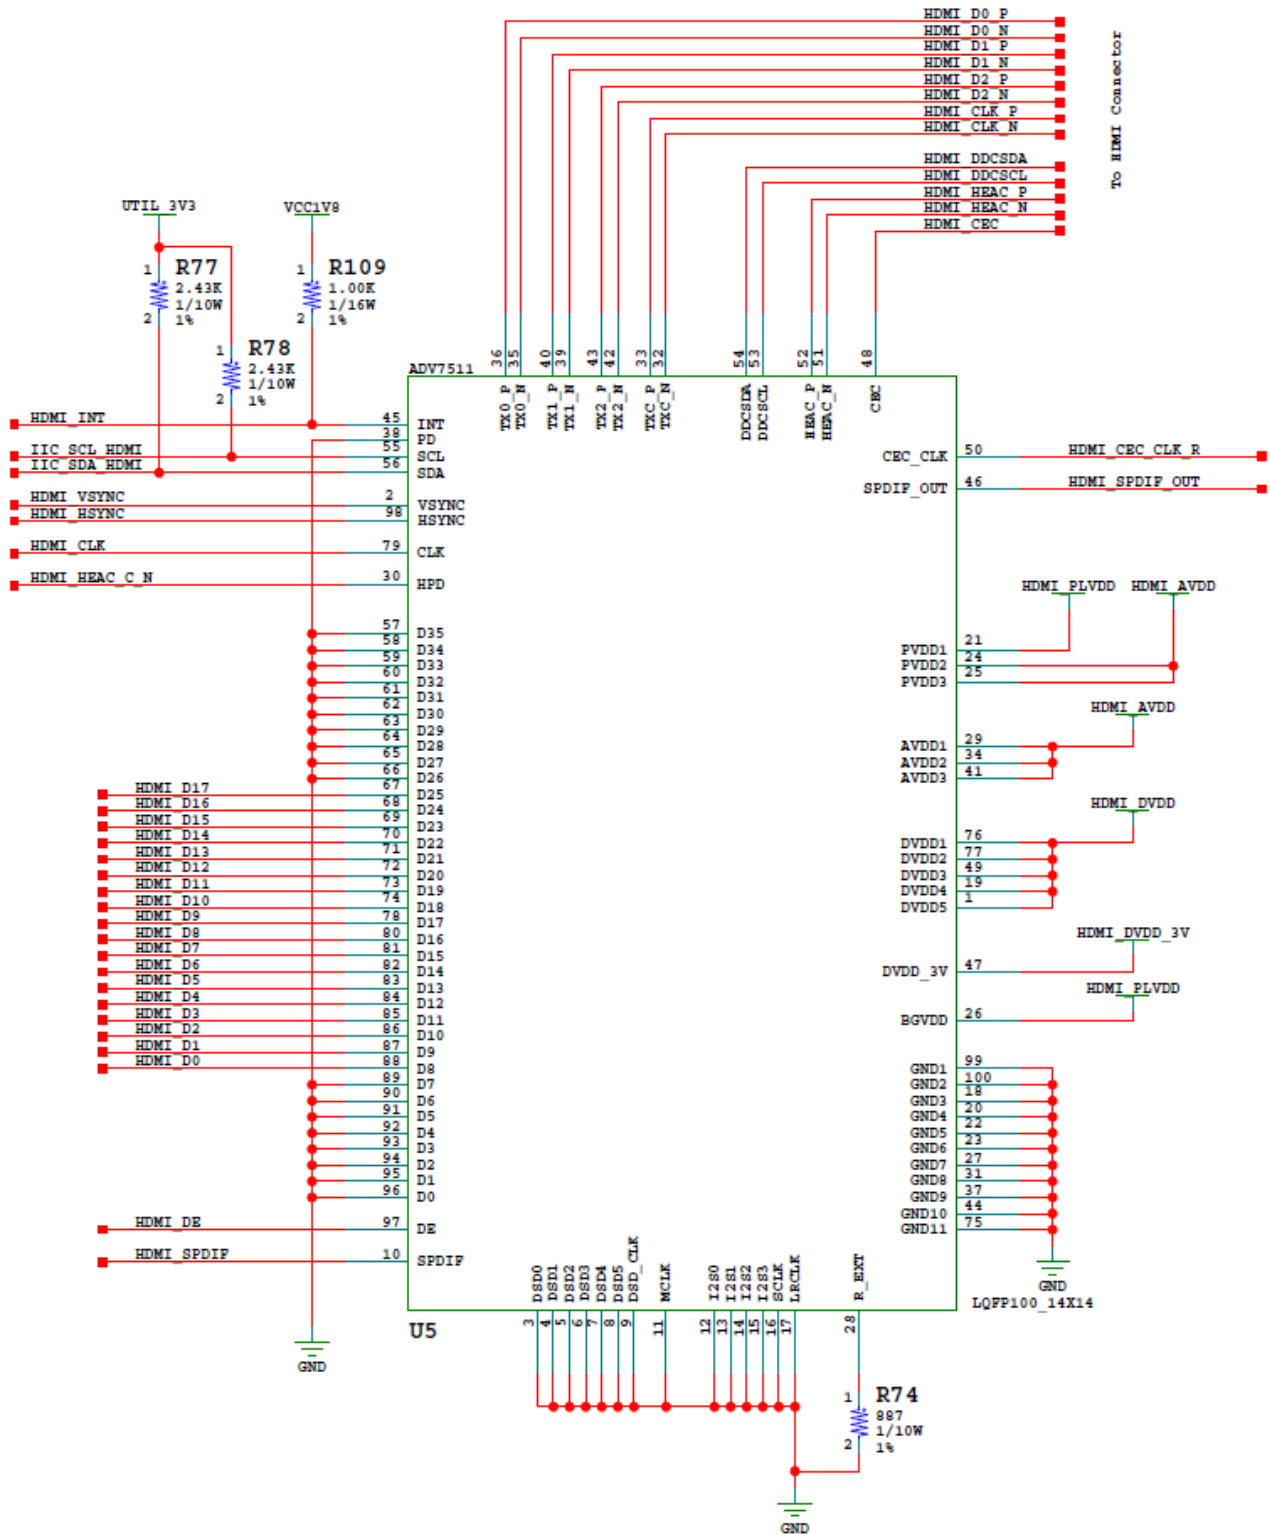 HDMI_D0_P
HDMI_D0_N
HDMI_D1_P
HDMI_D1_N
HDMI_D2_P
HDMI_D2_N
HDMI_CLK_P
HDMI_CLK_N
To HDMI Connector
HDMI_DDCSDA
HDMI_DDCSCL
HDMI_HEAC_P
HDMI_HEAC_N
HDMI_CEC
UTIL_3V3
VCC1V8
1 R77
2.43K
1/10W
2 1%
1 R109
1.00K
1/16W
2 1%
1 R78
2.43K
1/10W
2 1%
ADV7511
36 35 40 39 43 42 33 32 54 53 52 51 48
TX0_P TX0_N TX1_P TX1_N TX2_P TX2_N TXC_P TXC_N DDCSDA DDCSCL HEAC_P HEAC_N CEC
HDMI_INT 45 INT
38 PD
IIC_SCL_HDMI 55 SCL
IIC_SDA_HDMI 56 SDA
HDMI_VSYNC 2 VSYNC
HDMI_HSYNC 98 HSYNC
HDMI_CLK 79 CLK
HDMI_HEAC_C_N 30 HPD
57 D35
58 D34
59 D33
60 D32
61 D31
62 D30
63 D29
64 D28
65 D27
66 D26
HDMI_D17 67 D25
HDMI_D16 68 D24
HDMI_D15 69 D23
HDMI_D14 70 D22
HDMI_D13 71 D21
HDMI_D12 72 D20
HDMI_D11 73 D19
HDMI_D10 74 D18
HDMI_D9 78 D17
HDMI_D8 80 D16
HDMI_D7 81 D15
HDMI_D6 82 D14
HDMI_D5 83 D13
HDMI_D4 84 D12
HDMI_D3 85 D11
HDMI_D2 86 D10
HDMI_D1 87 D9
HDMI_D0 88 D8
89 D7
90 D6
91 D5
92 D4
93 D3
94 D2
95 D1
96 D0
HDMI_DE 97 DE
HDMI_SPDIF 10 SPDIF
GND
CEC_CLK 50 HDMI_CEC_CLK_R
SPDIF_OUT 46 HDMI_SPDIF_OUT
HDMI_PLVDD HDMI_AVDD
PVDD1 21
PVDD2 24
PVDD3 25
HDMI_AVDD
AVDD1 29
AVDD2 34
AVDD3 41
HDMI_DVDD
DVDD1 76
DVDD2 77
DVDD3 49
DVDD4 19
DVDD5 1
HDMI_DVDD_3V
DVDD_3V 47
HDMI_PLVDD
BGVDD 26
GND1 99
GND2 100
GND3 18
GND4 20
GND5 22
GND6 23
GND7 27
GND8 31
GND9 37
GND10 44
GND11 75
GND
LQFP100_14X14
DSD0 DSD1 DSD2 DSD3 DSD4 DSD5 DSD_CLK MCLK I2S0 I2S1 I2S2 I2S3 SCLK LRCLK R_EXT
U5
3 4 5 6 7 8 9 11 12 13 14 15 16 17 28
1 R74
887
1/10W
2 1%
GND